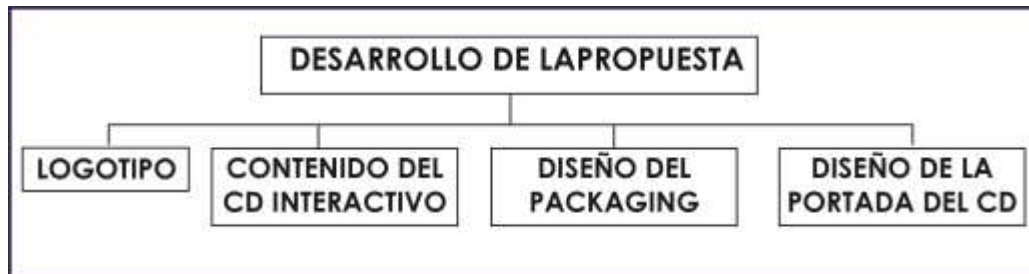 DESARROLLO DE LAPROPUESTA
LOGOTIPO
CONTENIDO DEL
CD INTERACTIVO
DISEÑO DEL
PACKAGING
DISEÑO DE LA
PORTADA DEL CD